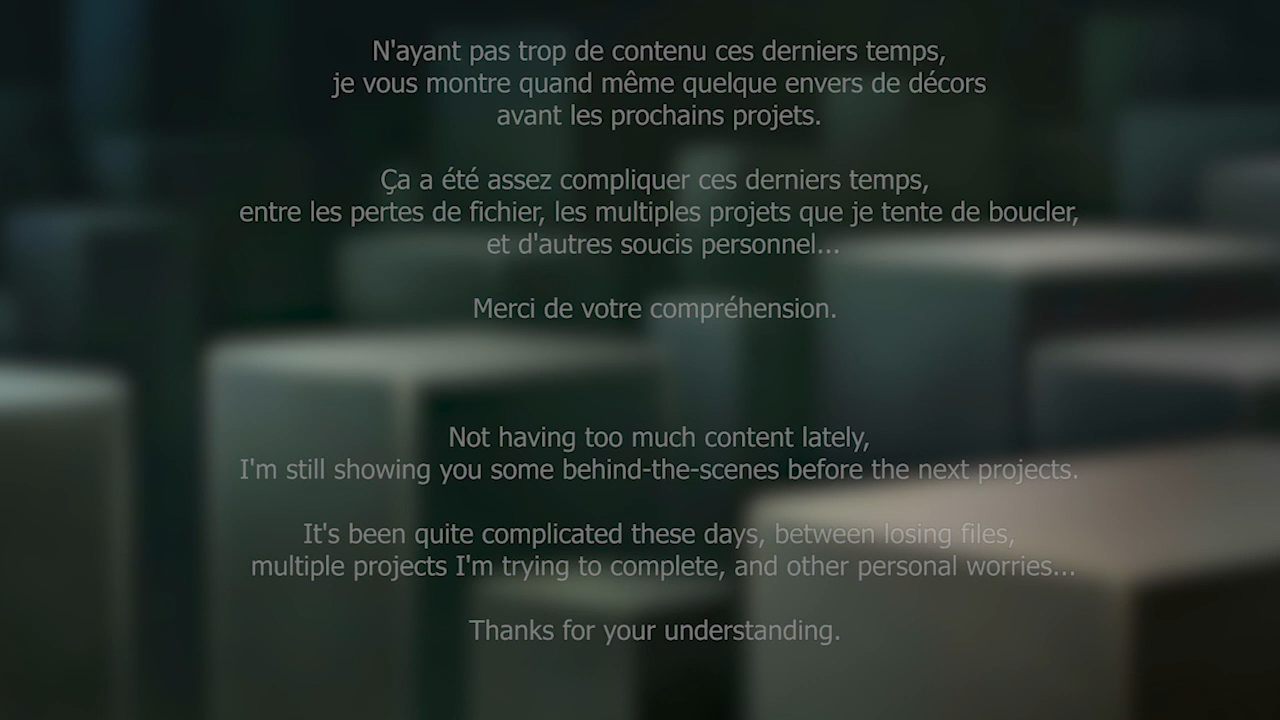 N'ayant pas trop de contenu ces derniers temps,
je vous montre quand même quelque envers de décors
avant les prochains projets.
Ça a été assez compliquer ces derniers temps,
entre les pertes de fichier, les multiples projets que je tente de boucler,
et d'autres soucis personnel...
Merci de votre compréhension.
Not having too much content lately,
I'm still showing you some behind-the-scenes before the next projects.
It's been quite complicated these days, between losing files,
multiple projects I'm trying to complete, and other personal worries...
Thanks for your understanding.